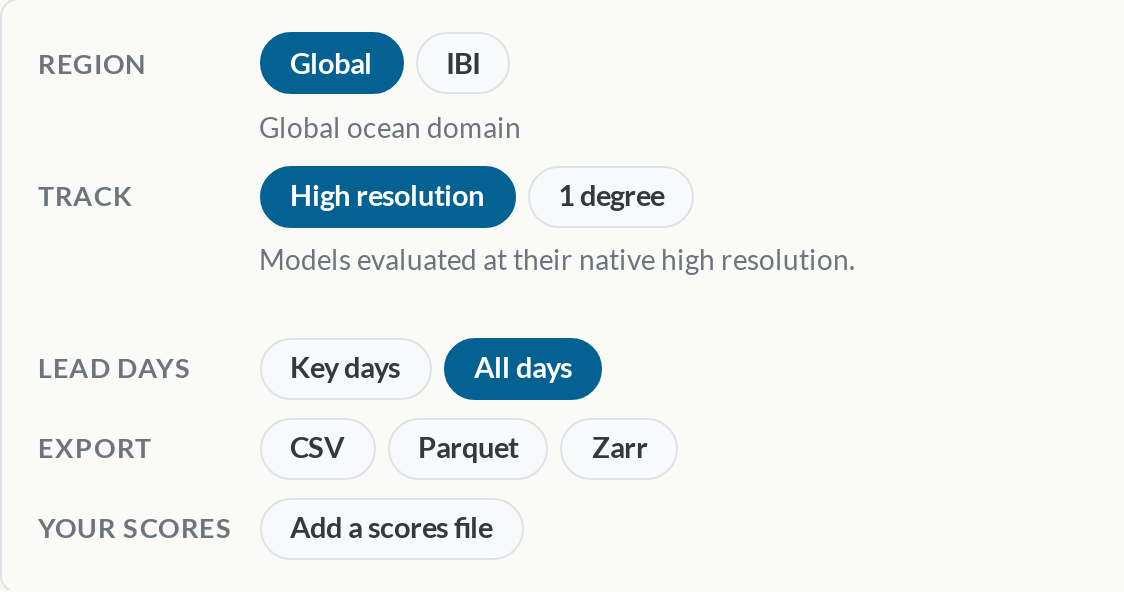 REGION Global IBI
Global ocean domain
TRACK High resolution 1 degree
Models evaluated at their native high resolution.
LEAD DAYS Key days All days
EXPORT CSV Parquet Zarr
YOUR SCORES Add a scores file